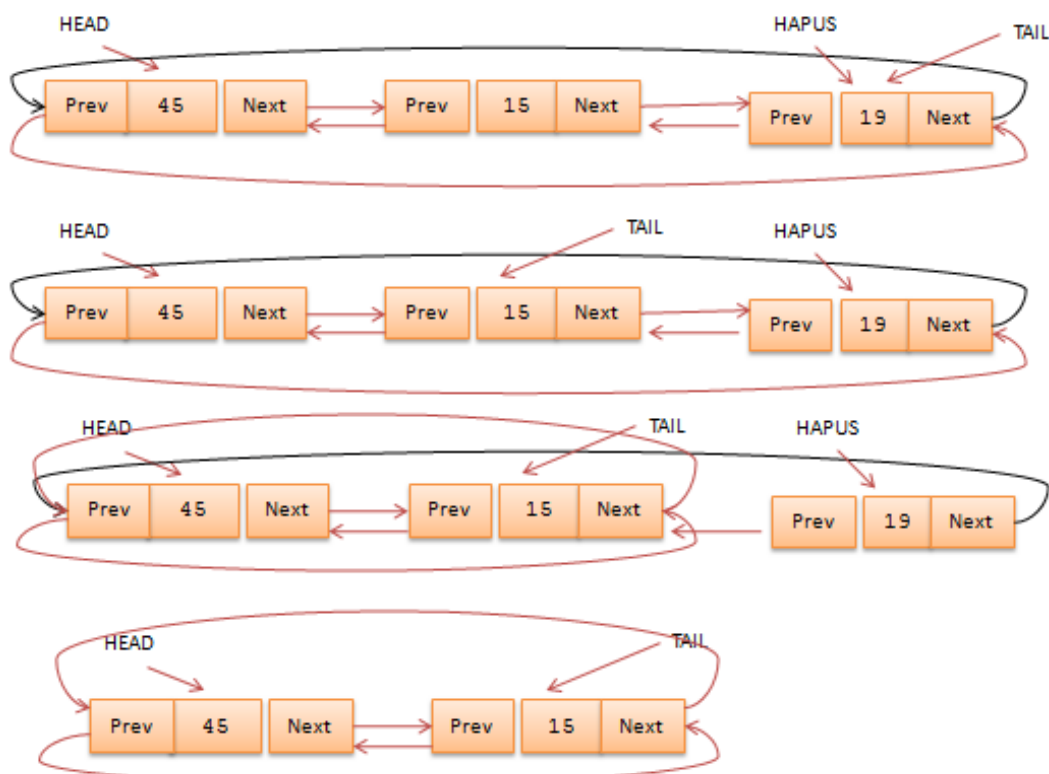 HEAD HAPUS TAIL
Prev 45 Next Prev 15 Next Prev 19 Next
HEAD TAIL HAPUS
Prev 45 Next Prev 15 Next Prev 19 Next
HEAD TAIL HAPUS
Prev 45 Next Prev 15 Next Prev 19 Next
HEAD TAIL
Prev 45 Next Prev 15 Next